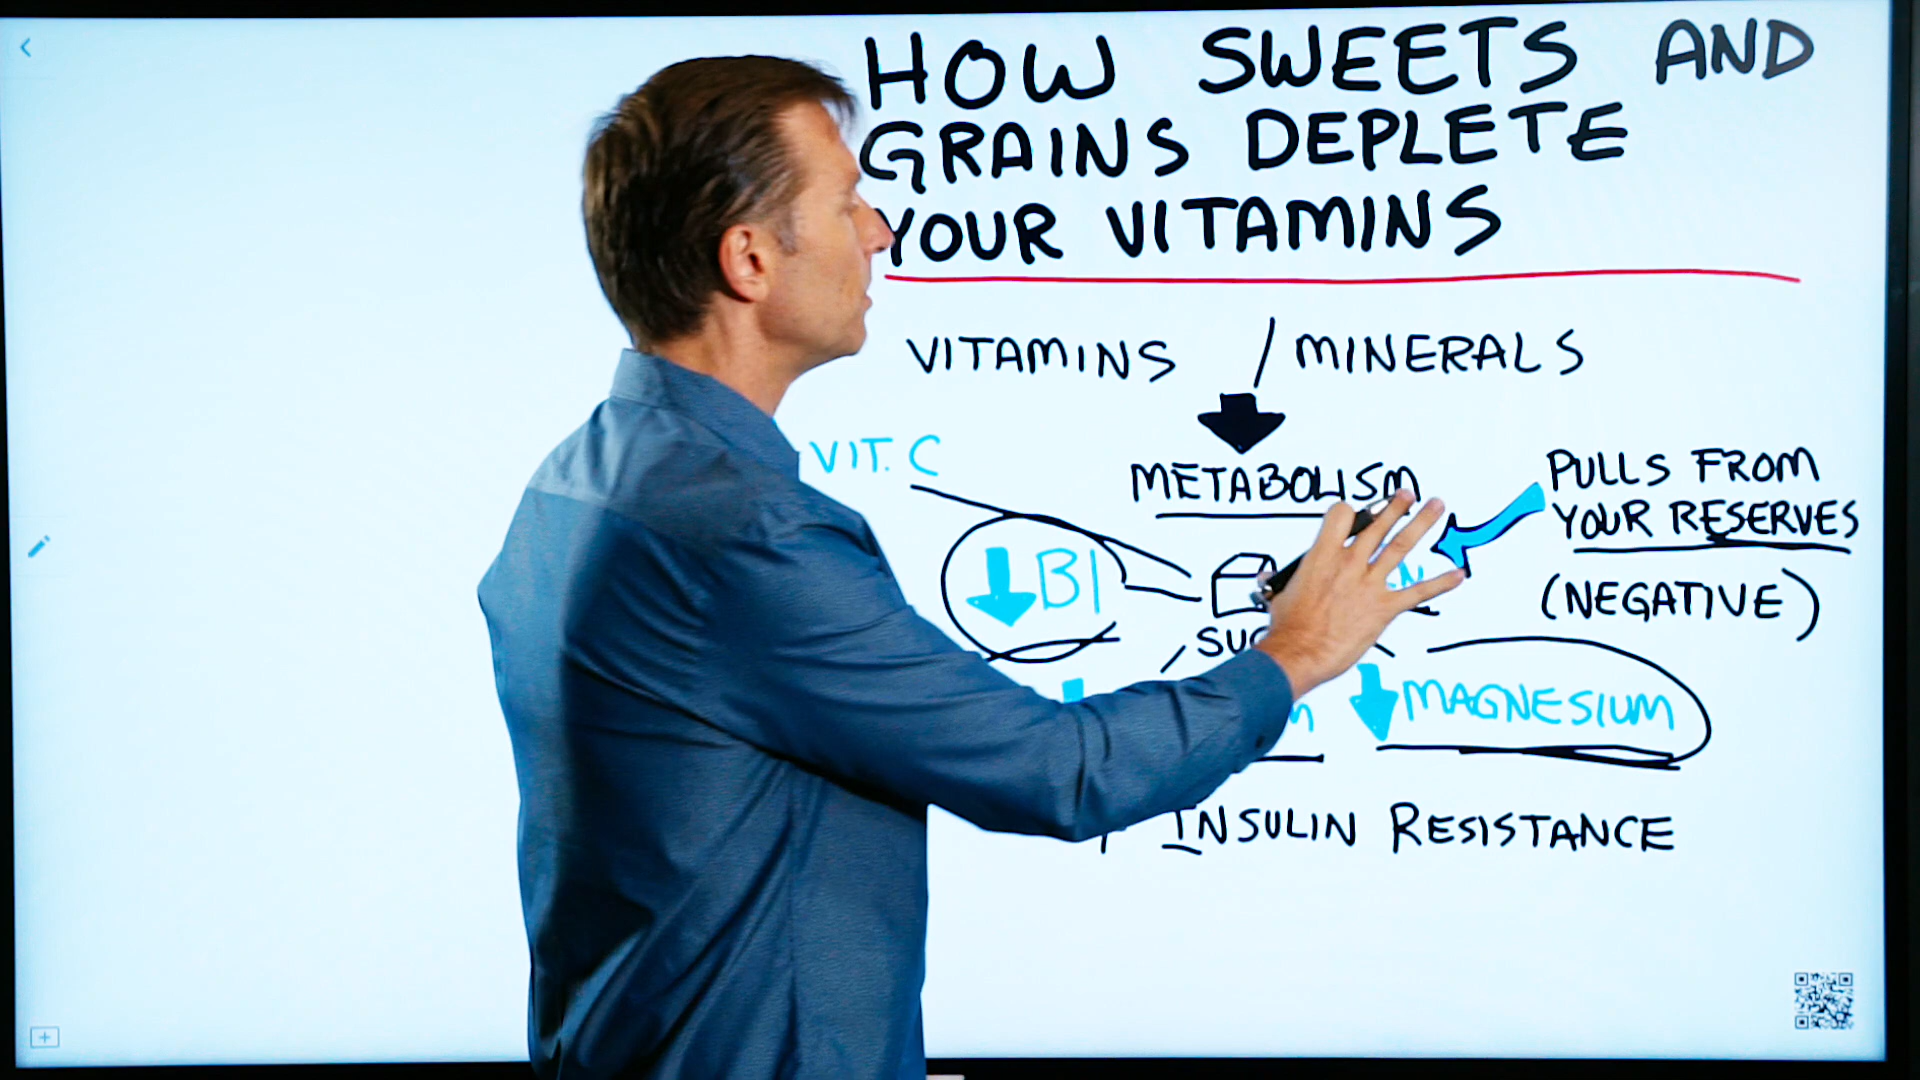 HOW SWEETS AND
GRAINS DEPLETE
YOUR VITAMINS
VITAMINS / MINERALS
VIT. C
METABOLISM
PULLS FROM
YOUR RESERVES
(NEGATIVE)
B1
MAGNESIUM
INSULIN RESISTANCE